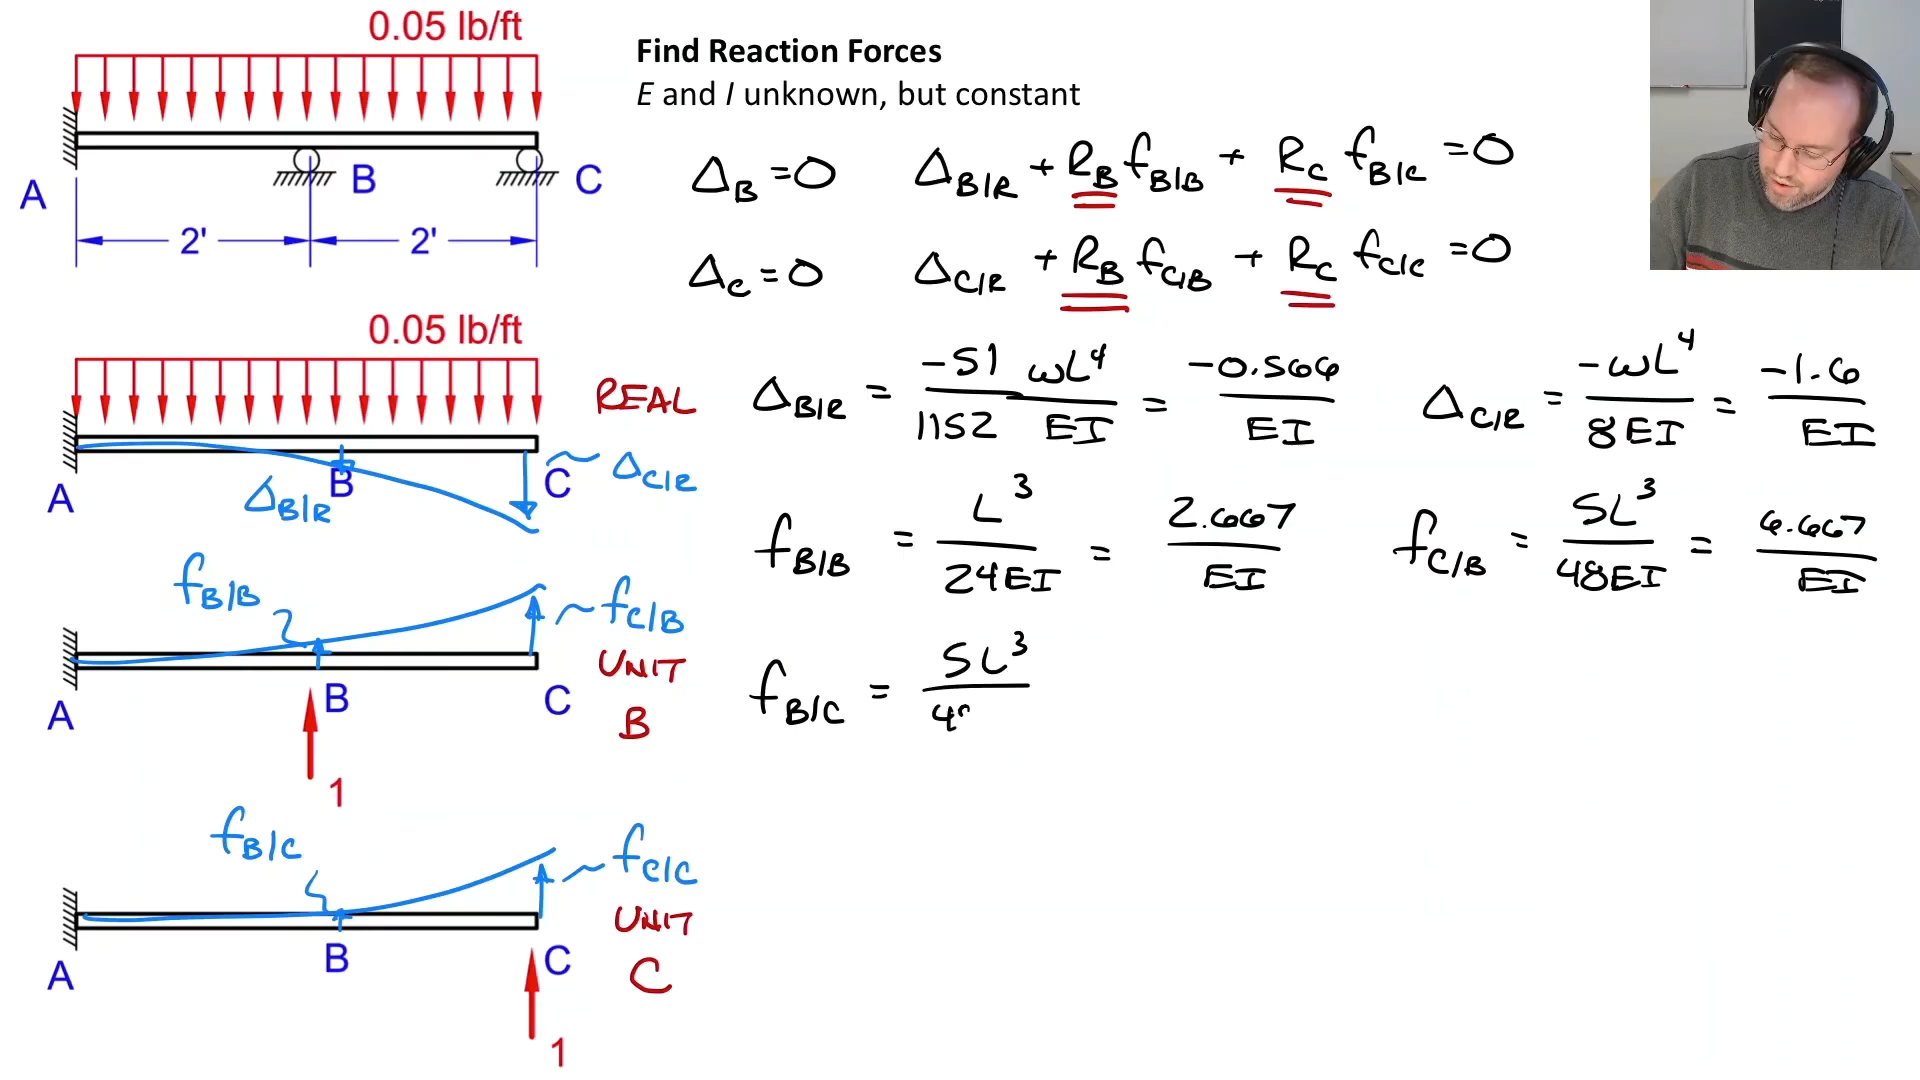 0.05 lb/ft
A B C
2' 2'
Find Reaction Forces
E and I unknown, but constant
Δ_B = 0 Δ_B/R + R_B f_B/B + R_C f_B/C = 0
Δ_C = 0 Δ_C/R + R_B f_C/B + R_C f_C/C = 0
0.05 lb/ft
REAL
A B C
Δ_B/R ~ Δ_C/R
Δ_B/R = -51/1152 ωL^4/EI = -0.566/EI Δ_C/R = -ωL^4/8EI = -1.6/EI
f_B/B ~ f_C/B
UNIT
B
A B C
1
f_B/B = L^3/24EI = 2.667/EI f_C/B = 5L^3/48EI = 6.667/EI
f_B/C = 5L^3/4
f_B/C ~ f_C/C
UNIT
C
A B C
1